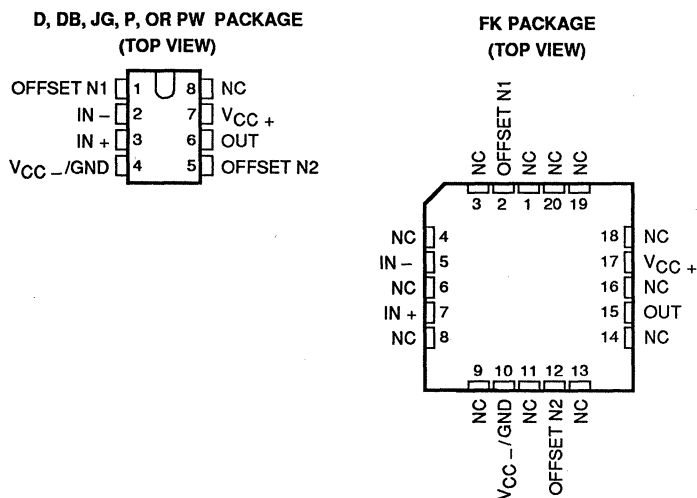 D, DB, JG, P, OR PW PACKAGE
(TOP VIEW)
OFFSET N1 1 8 NC
IN – 2 7 VCC +
IN + 3 6 OUT
VCC –/GND 4 5 OFFSET N2
FK PACKAGE
(TOP VIEW)
NC OFFSET N1 NC NC NC
3 2 1 20 19
NC 4 18 NC
IN – 5 17 VCC +
NC 6 16 NC
IN + 7 15 OUT
NC 8 14 NC
9 10 11 12 13
NC VCC –/GND NC OFFSET N2 NC